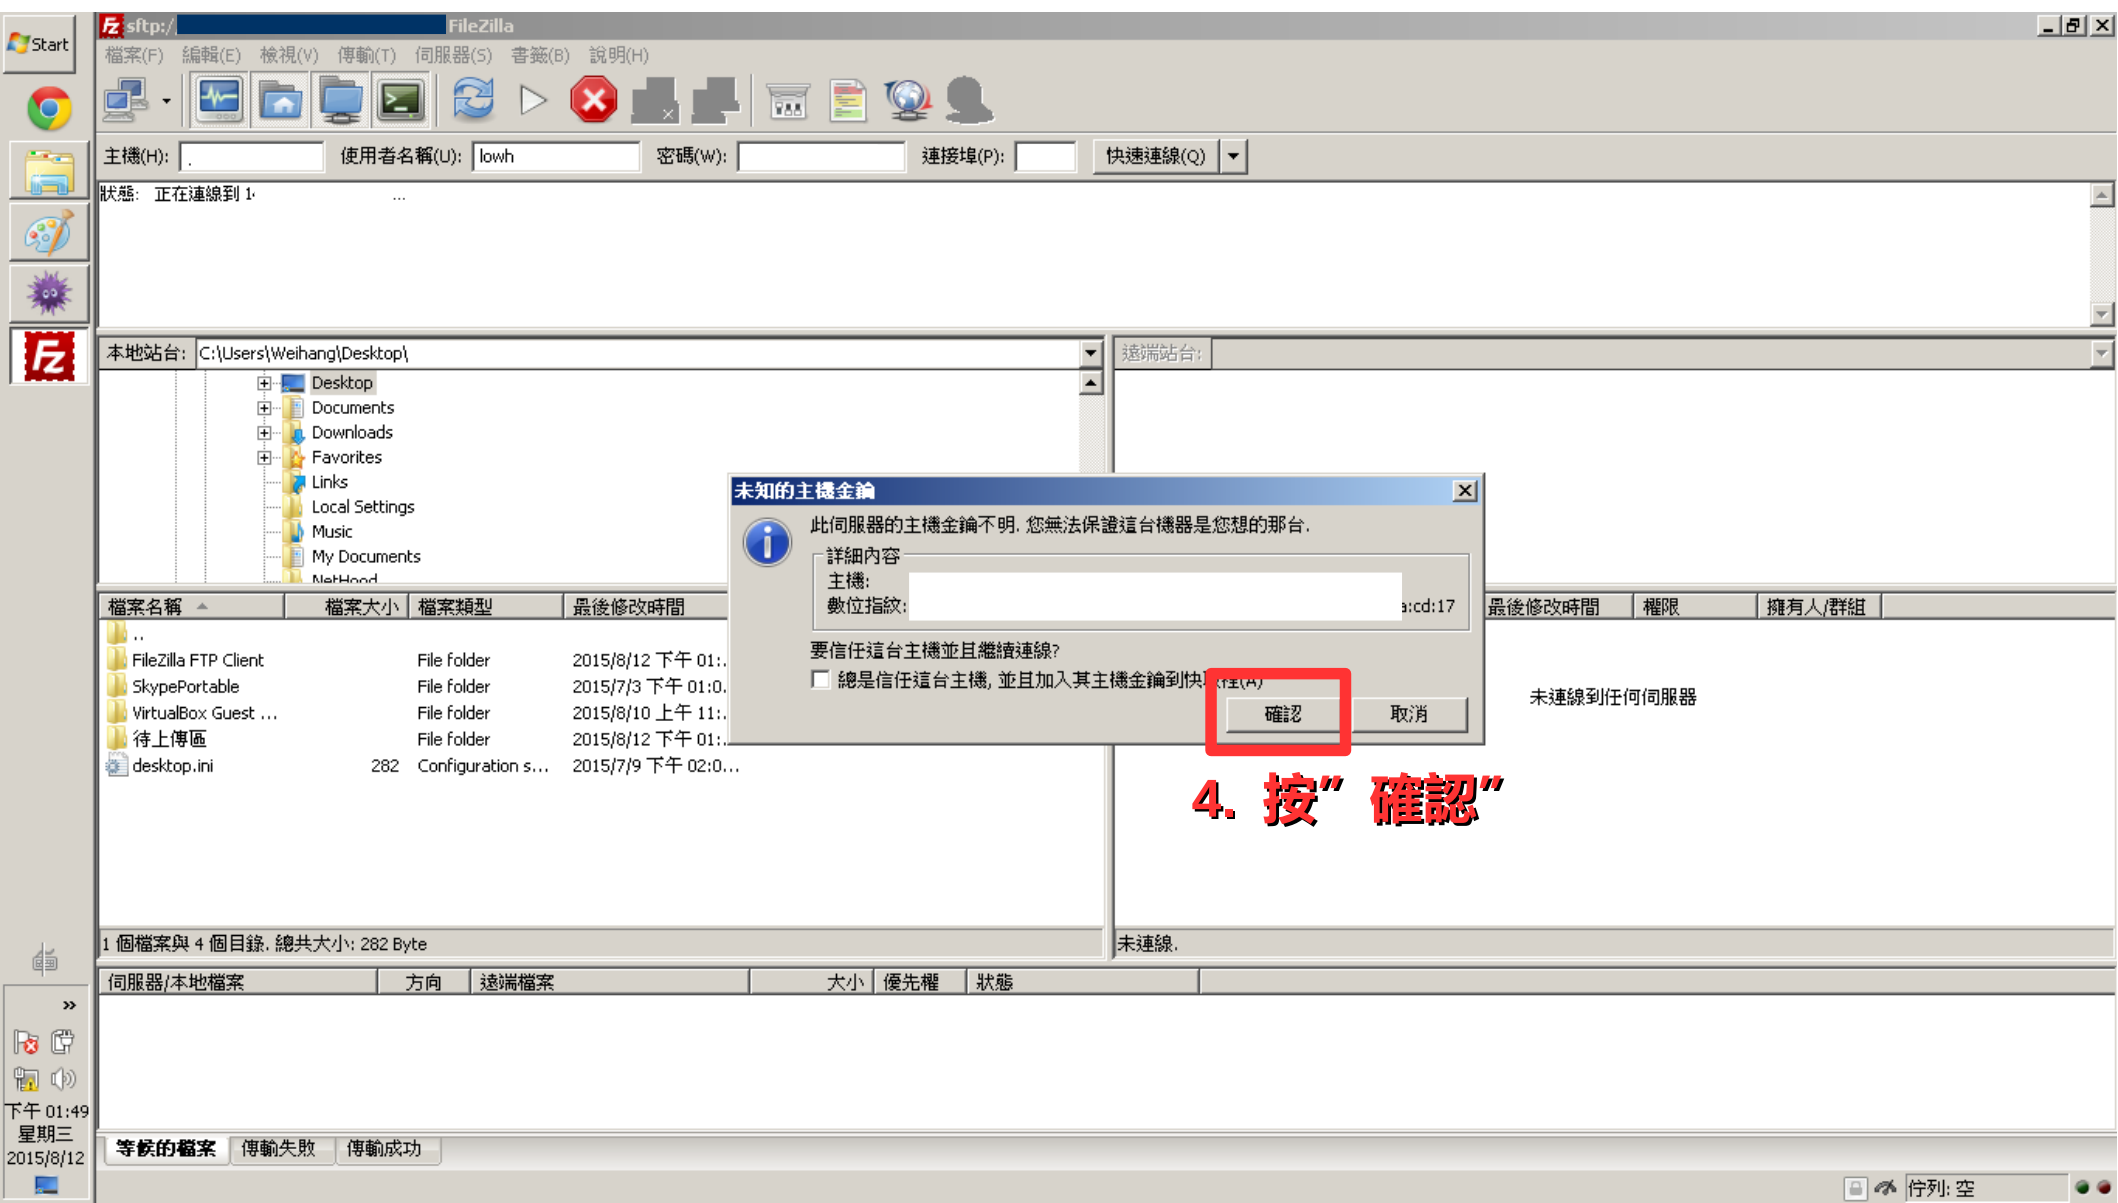 Start
sftp:/ FileZilla
檔案(F) 編輯(E) 檢視(V) 傳輸(T) 伺服器(S) 書籤(B) 說明(H)
主機(H): . 使用者名稱(U): lowh 密碼(W): 連接埠(P): 快速連線(Q)
狀態: 正在連線到 14 ...
本地站台: C:\Users\Weihang\Desktop\
遠端站台:
Desktop
Documents
Downloads
Favorites
Links
Local Settings
Music
My Documents
NetHood
未知的主機金鑰
此伺服器的主機金鑰不明. 您無法保證這台機器是您想的那台.
詳細內容
主機:
數位指紋: a:cd:17
要信任這台主機並且繼續連線?
總是信任這台主機, 並且加入其主機金鑰到快取裡(A)
確認 取消
4. 按” 確認”
檔案名稱 檔案大小 檔案類型 最後修改時間
..
FileZilla FTP Client File folder 2015/8/12 下午 01:..
SkypePortable File folder 2015/7/3 下午 01:0..
VirtualBox Guest ... File folder 2015/8/10 上午 11:..
待上傳區 File folder 2015/8/12 下午 01:..
desktop.ini 282 Configuration s... 2015/7/9 下午 02:0...
最後修改時間 權限 擁有人/群組
未連線到任何伺服器
1 個檔案與 4 個目錄. 總共大小: 282 Byte
未連線.
伺服器/本地檔案 方向 遠端檔案 大小 優先權 狀態
等候的檔案 傳輸失敗 傳輸成功
»
下午 01:49
星期三
2015/8/12
佇列: 空